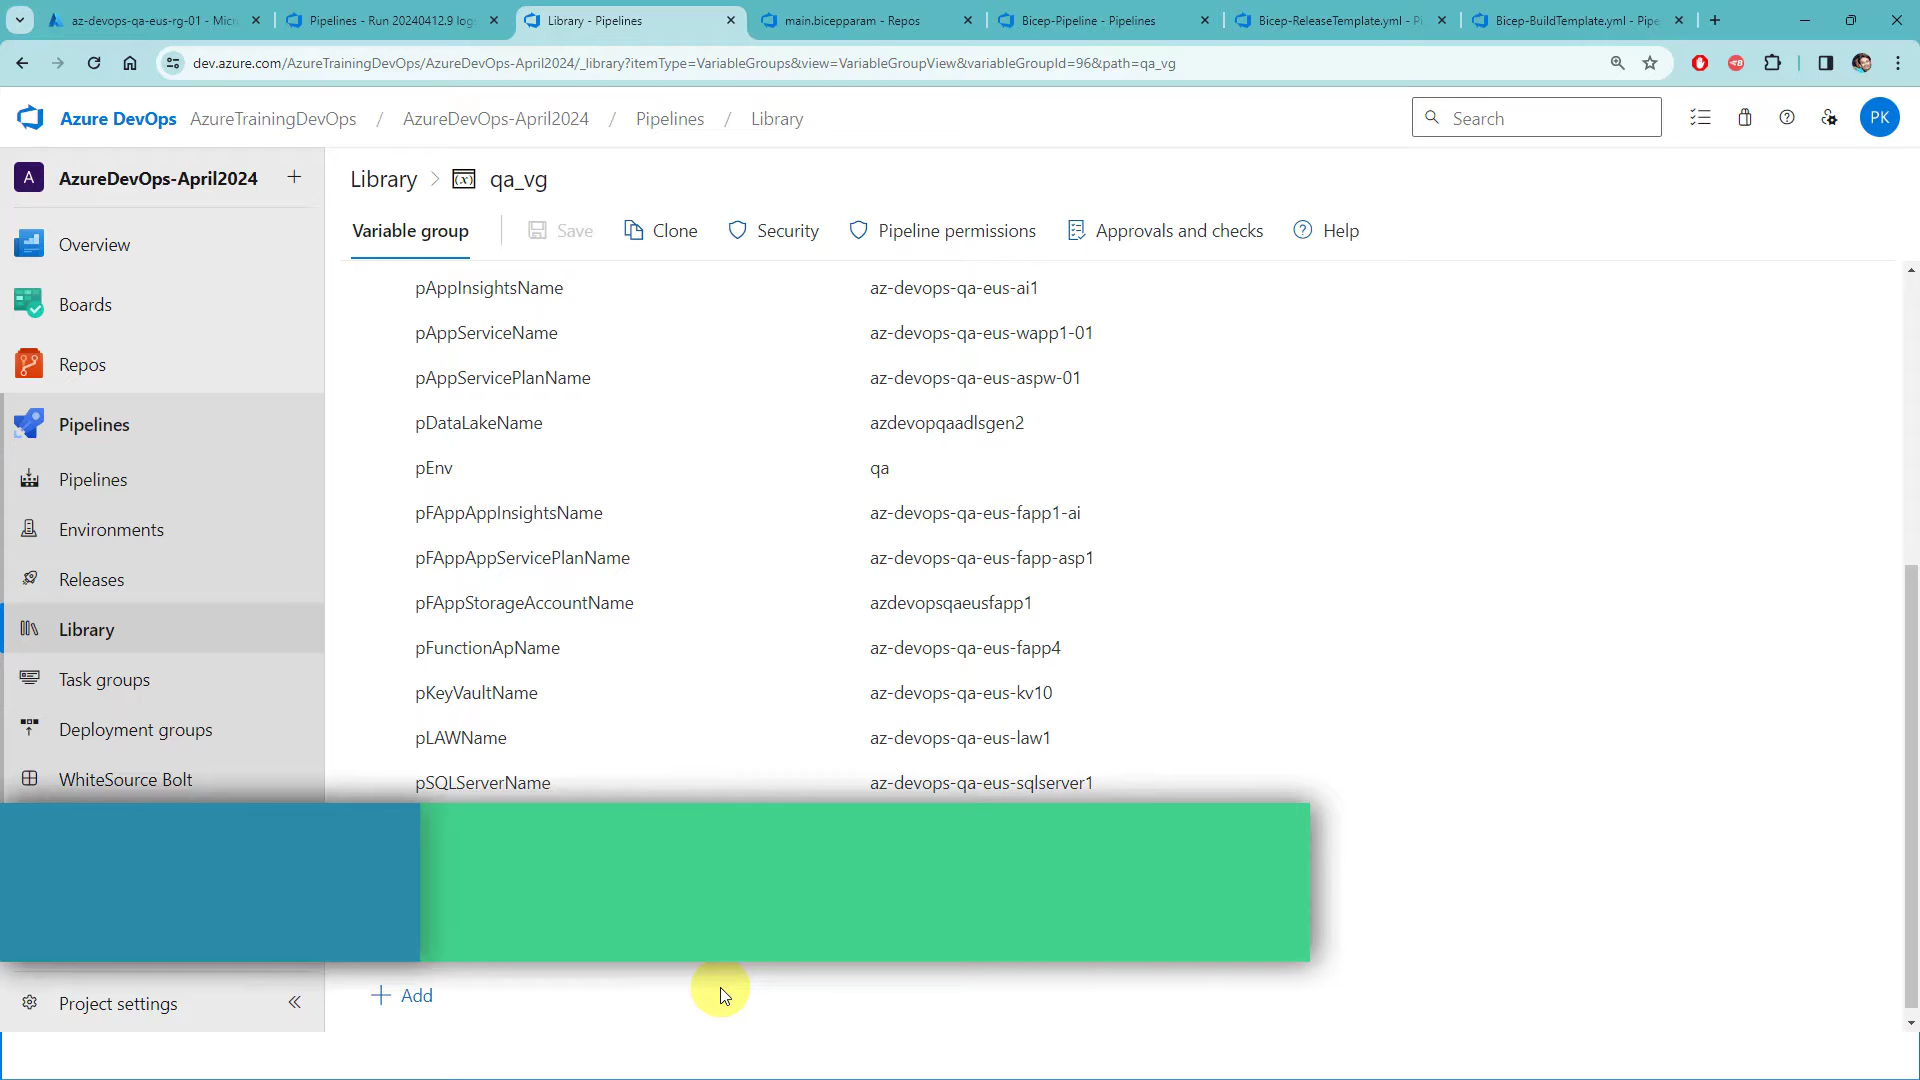 az-devops-qa-eus-rg-01 - Micr
Pipelines - Run 20240412.9 logs
Library - Pipelines
main.bicepparam - Repos
Bicep-Pipeline - Pipelines
Bicep-ReleaseTemplate.yml - Pi
Bicep-BuildTemplate.yml - Pipe
dev.azure.com/AzureTrainingDevOps/AzureDevOps-April2024/_library?itemType=VariableGroups&view=VariableGroupView&variableGroupId=96&path=qa_vg
Azure DevOps AzureTrainingDevOps / AzureDevOps-April2024 / Pipelines / Library
Search
PK
A AzureDevOps-April2024
Overview
Boards
Repos
Pipelines
Pipelines
Environments
Releases
Library
Task groups
Deployment groups
WhiteSource Bolt
Project settings
Library > qa_vg
Variable group Save Clone Security Pipeline permissions Approvals and checks Help
pAppInsightsName az-devops-qa-eus-ai1
pAppServiceName az-devops-qa-eus-wapp1-01
pAppServicePlanName az-devops-qa-eus-aspw-01
pDataLakeName azdevopqaadlsgen2
pEnv qa
pFAppAppInsightsName az-devops-qa-eus-fapp1-ai
pFAppAppServicePlanName az-devops-qa-eus-fapp-asp1
pFAppStorageAccountName azdevopsqaeusfapp1
pFunctionApName az-devops-qa-eus-fapp4
pKeyVaultName az-devops-qa-eus-kv10
pLAWName az-devops-qa-eus-law1
pSQLServerName az-devops-qa-eus-sqlserver1
Add